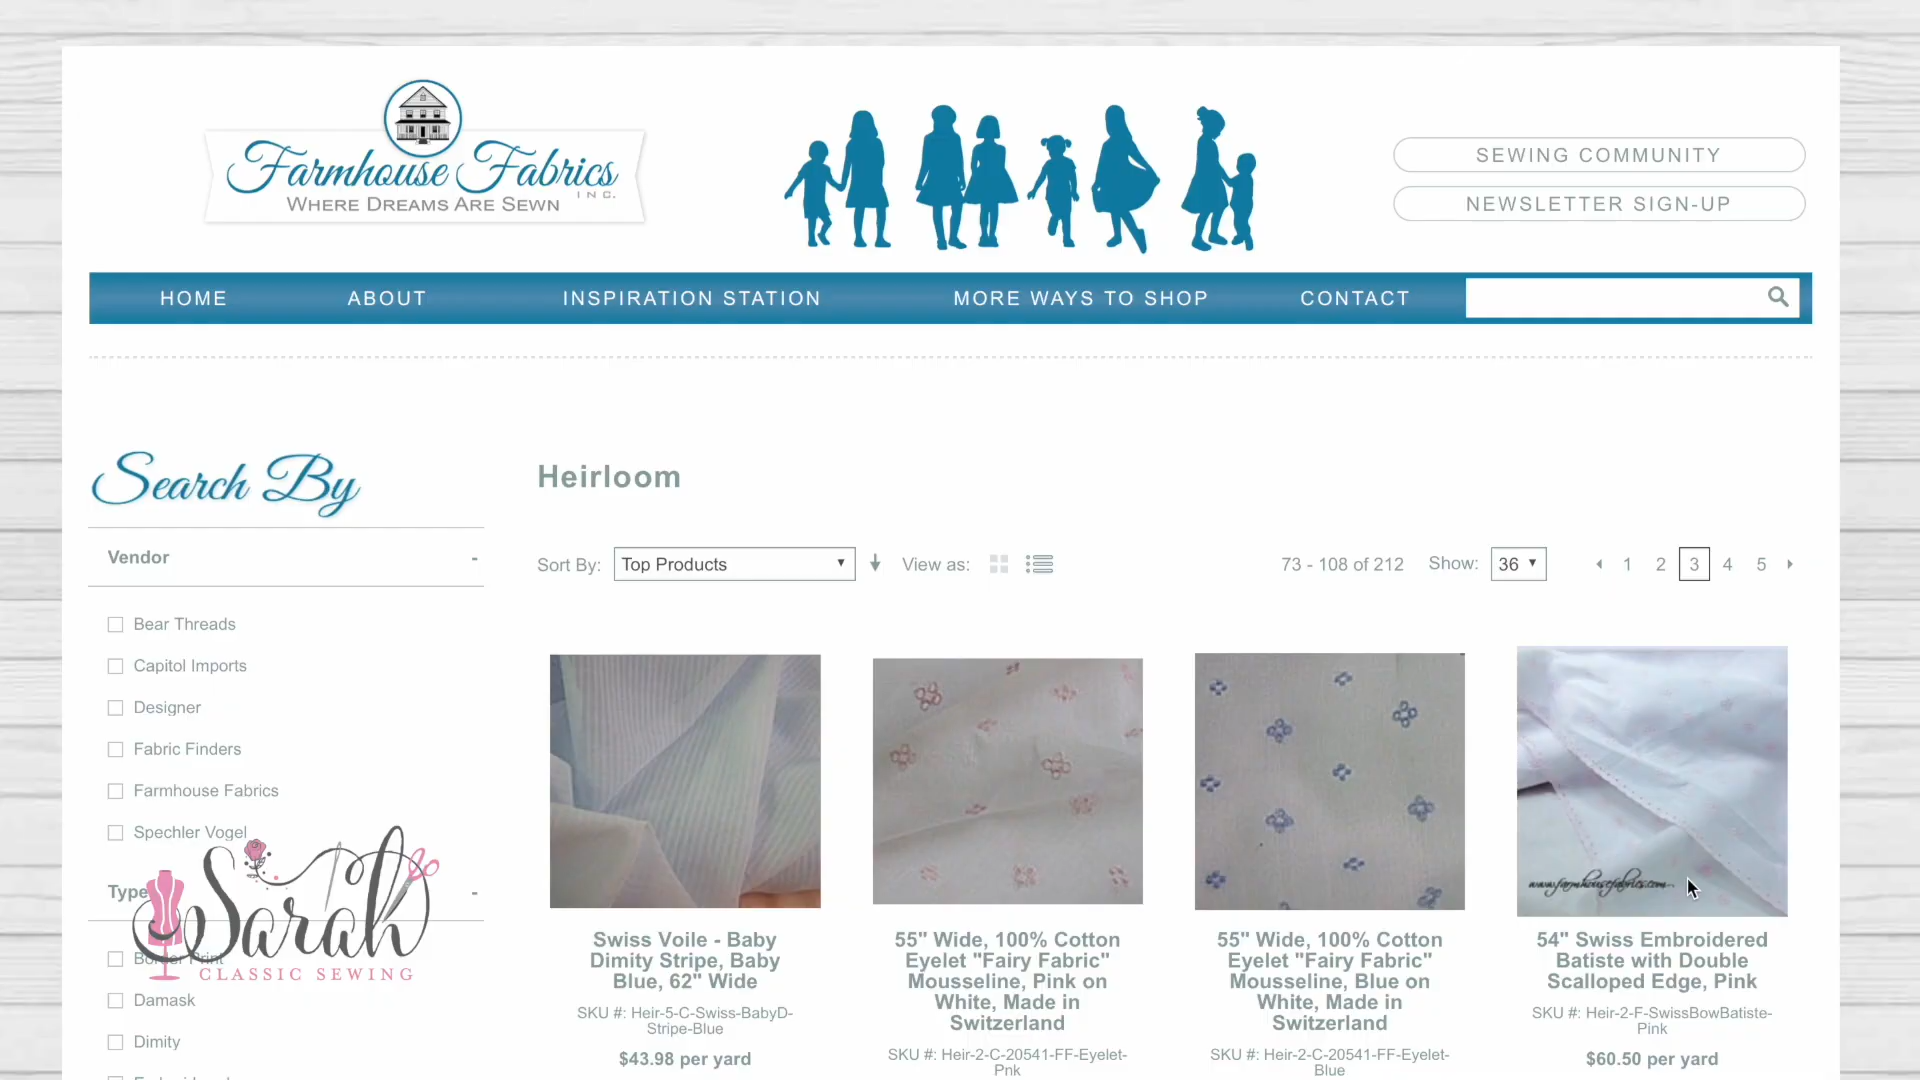 Farmhouse Fabrics
INC.
WHERE DREAMS ARE SEWN
SEWING COMMUNITY
NEWSLETTER SIGN-UP
HOME ABOUT INSPIRATION STATION MORE WAYS TO SHOP CONTACT
Search By
Heirloom
Vendor -
Sort By: Top Products View as: 73 - 108 of 212 Show: 36 1 2 3 4 5
Bear Threads
Capitol Imports
Designer
Fabric Finders
Farmhouse Fabrics
Spechler Vogel
Type -
Border Print
Damask
Dimity
Sarah
CLASSIC SEWING
www.farmhousefabrics.com
Swiss Voile - Baby
Dimity Stripe, Baby
Blue, 62" Wide
SKU #: Heir-5-C-Swiss-BabyD-
Stripe-Blue
$43.98 per yard
55" Wide, 100% Cotton
Eyelet "Fairy Fabric"
Mousseline, Pink on
White, Made in
Switzerland
SKU #: Heir-2-C-20541-FF-Eyelet-
Pnk
55" Wide, 100% Cotton
Eyelet "Fairy Fabric"
Mousseline, Blue on
White, Made in
Switzerland
SKU #: Heir-2-C-20541-FF-Eyelet-
Blue
54" Swiss Embroidered
Batiste with Double
Scalloped Edge, Pink
SKU #: Heir-2-F-SwissBowBatiste-
Pink
$60.50 per yard